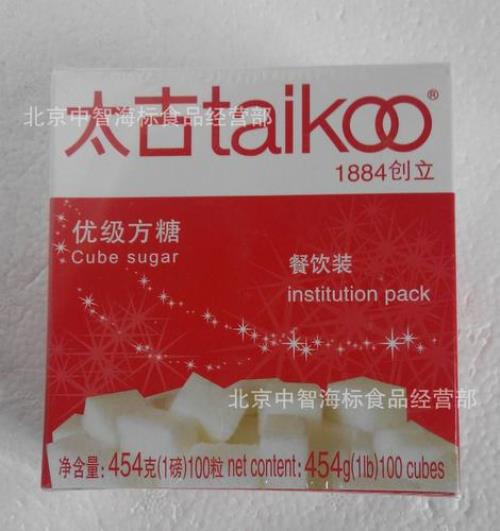 太古taikoo®
北京中智海标食品经营部
1884创立
优级方糖
Cube sugar
餐饮装
institution pack
北京中智海标食品经营部
净含量: 454克(1磅)100粒 net content: 454g(1lb)100 cubes